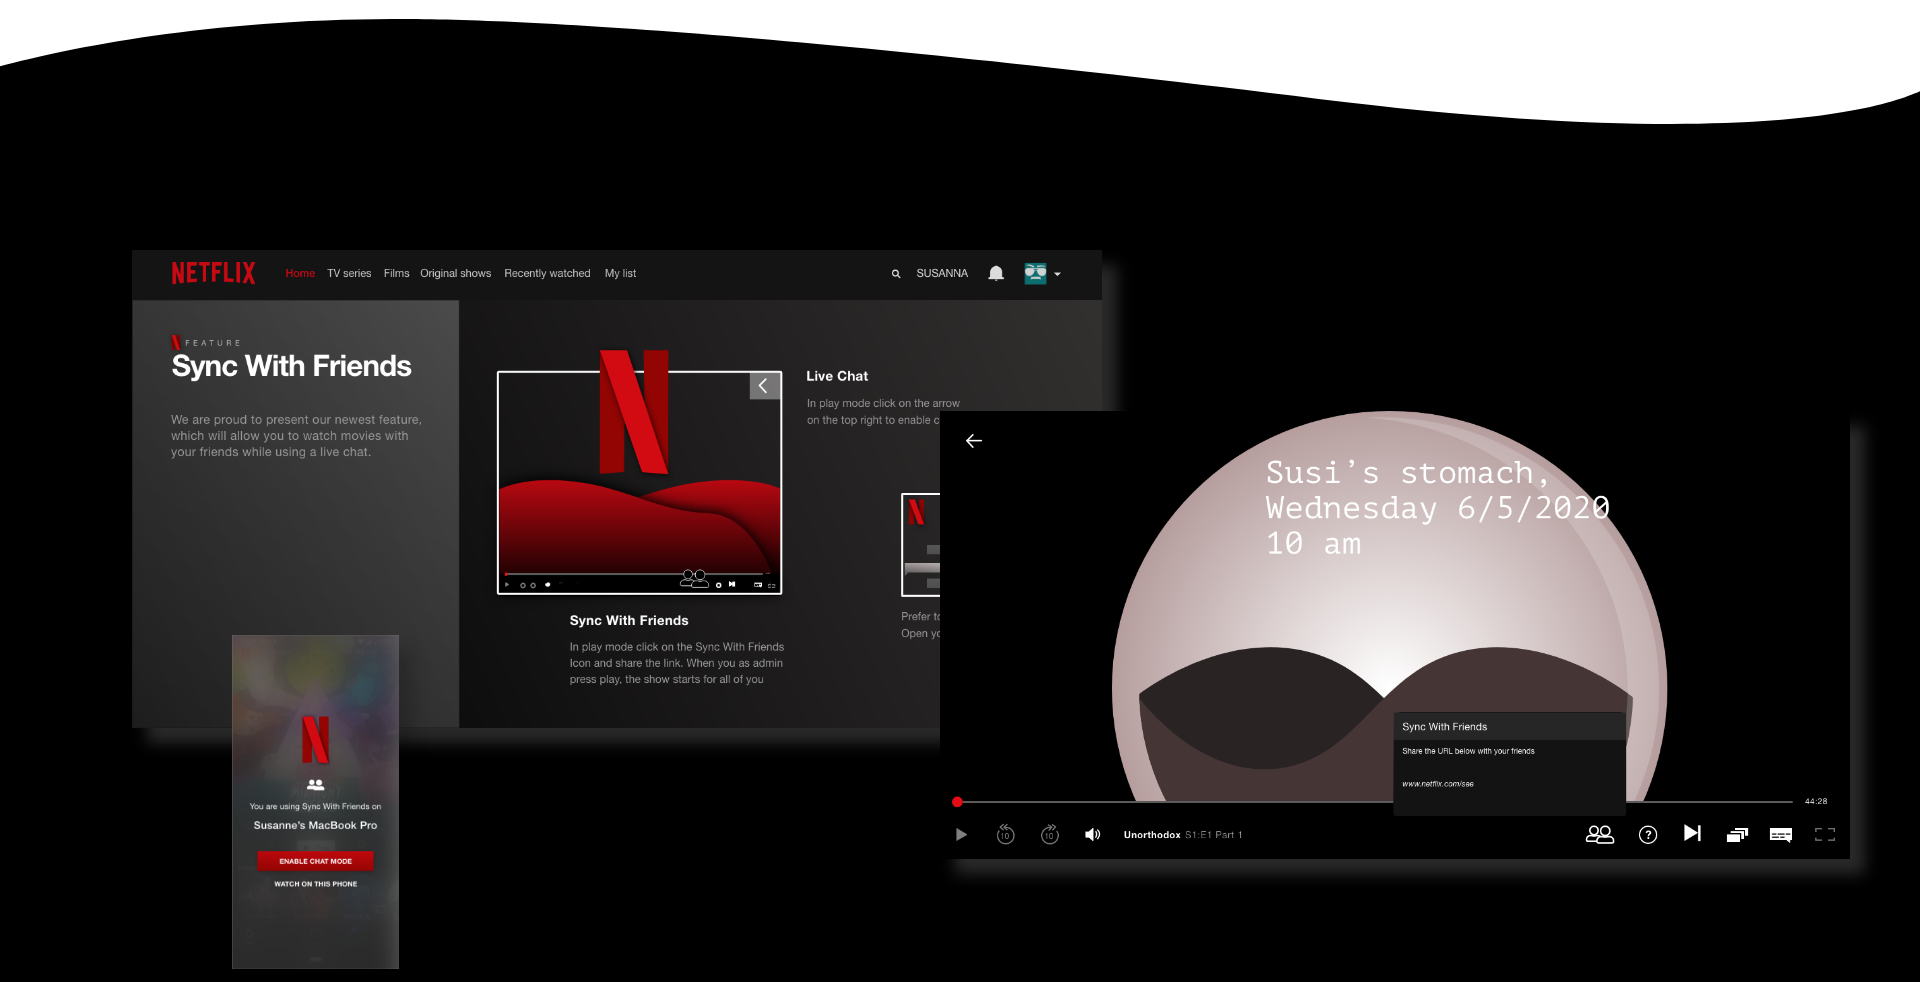 NETFLIX
Home TV series Films Original shows Recently watched My list
SUSANNA
FEATURE
Sync With Friends
We are proud to present our newest feature,
which will allow you to watch movies with
your friends while using a live chat.
Live Chat
In play mode click on the arrow
on the top right to enable c
Sync With Friends
In play mode click on the Sync With Friends
Icon and share the link. When you as admin
press play, the show starts for all of you
Prefer to
Open yo
You are using Sync With Friends on
Susanne's MacBook Pro
ENABLE CHAT MODE
WATCH ON THIS PHONE
Susi’s stomach,
Wednesday 6/5/2020
10 am
Sync With Friends
Share the URL below with your friends
www.netflix.com/see
44:28
10
10
Unorthodox S1:E1 Part 1
?